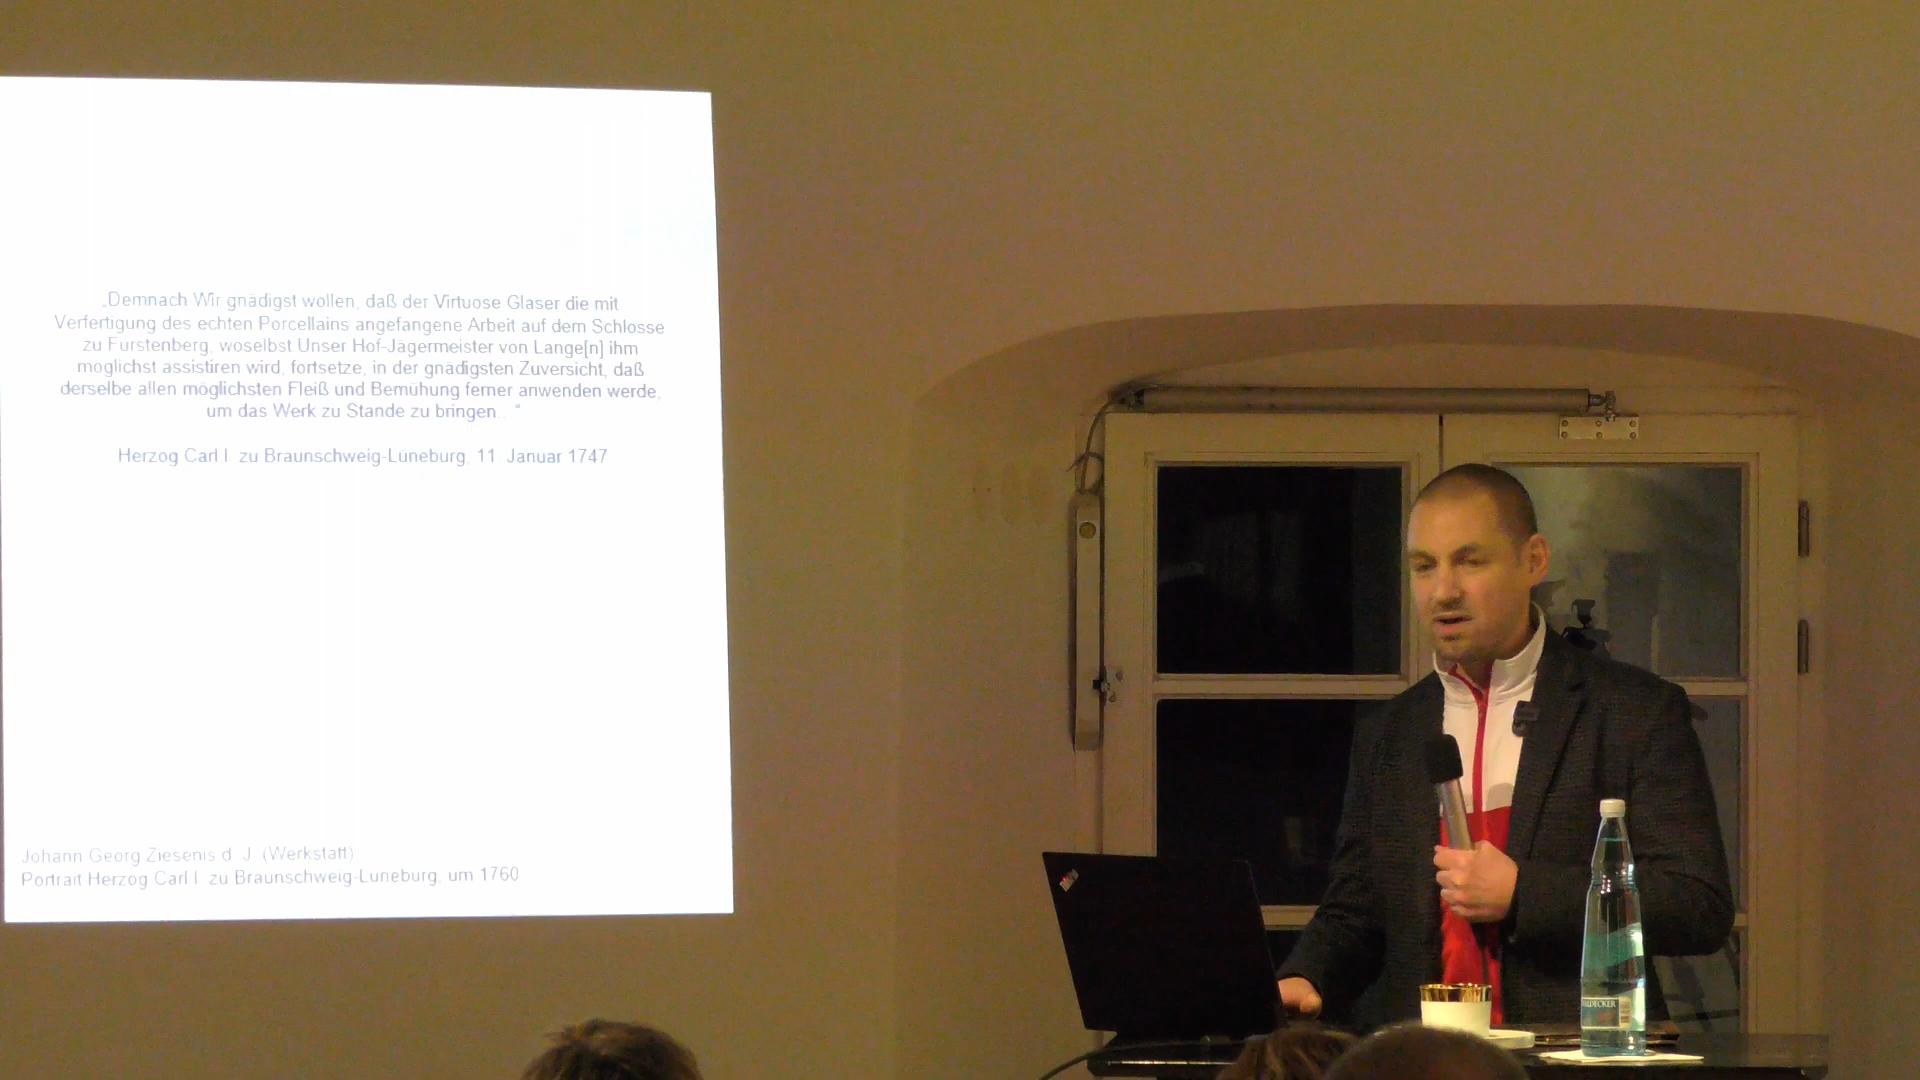 „Demnach Wir gnädigst wollen, daß der Virtuose Glaser die mit
Verfertigung des echten Porcellains angefangene Arbeit auf dem Schlosse
zu Fürstenberg, woselbst Unser Hof-Jägermeister von Lange[n] ihm
möglichst assistiren wird, fortsetze, in der gnädigsten Zuversicht, daß
derselbe allen möglichsten Fleiß und Bemühung ferner anwenden werde,
um das Werk zu Stande zu bringen..."
Herzog Carl I. zu Braunschweig-Lüneburg, 11. Januar 1747
Johann Georg Ziesenis d. J. (Werkstatt)
Portrait Herzog Carl I. zu Braunschweig-Lüneburg, um 1760